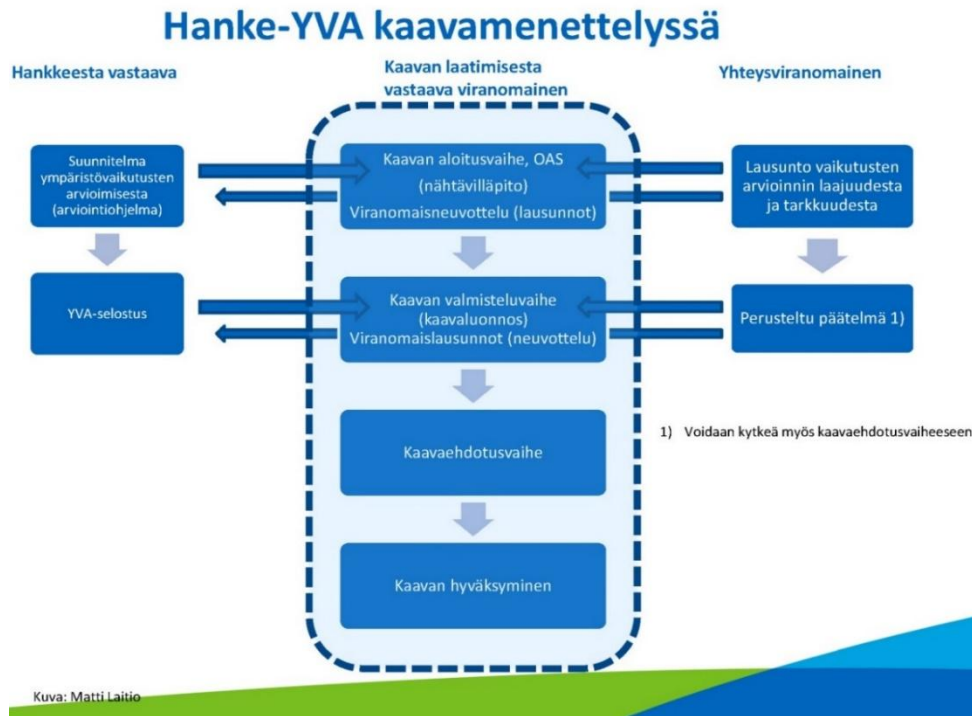 Hanke-YVA kaavamenettelyssä
Hankkeesta vastaava
Kaavan laatimisesta
vastaava viranomainen
Yhteysviranomainen
Suunnitelma
ympäristövaikutusten
arvioimisesta
(arviointiohjelma)
Kaavan aloitusvaihe, OAS
(nähtävilläpito)
Viranomaisneuvottelu (lausunnot)
Lausunto vaikutusten
arvioinnin laajuudesta
ja tarkkuudesta
YVA-selostus
Kaavan valmisteluvaihe
(kaavaluonnos)
Viranomaislausunnot (neuvottelu)
Perusteltu päätelmä 1)
Kaavaehdotusvaihe
1) Voidaan kytkeä myös kaavaehdotusvaiheeseen
Kaavan hyväksyminen
Kuva: Matti Laitio